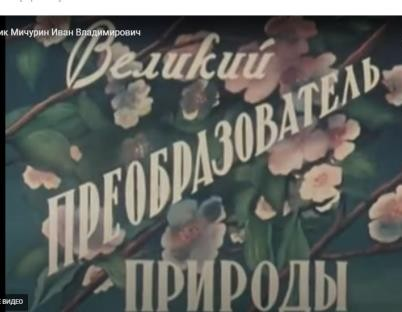 ик Мичурин Иван Владимирович
Великий
ПРЕОБРАЗОВАТЕЛЬ
ПРИРОДЫ
ВИДЕО